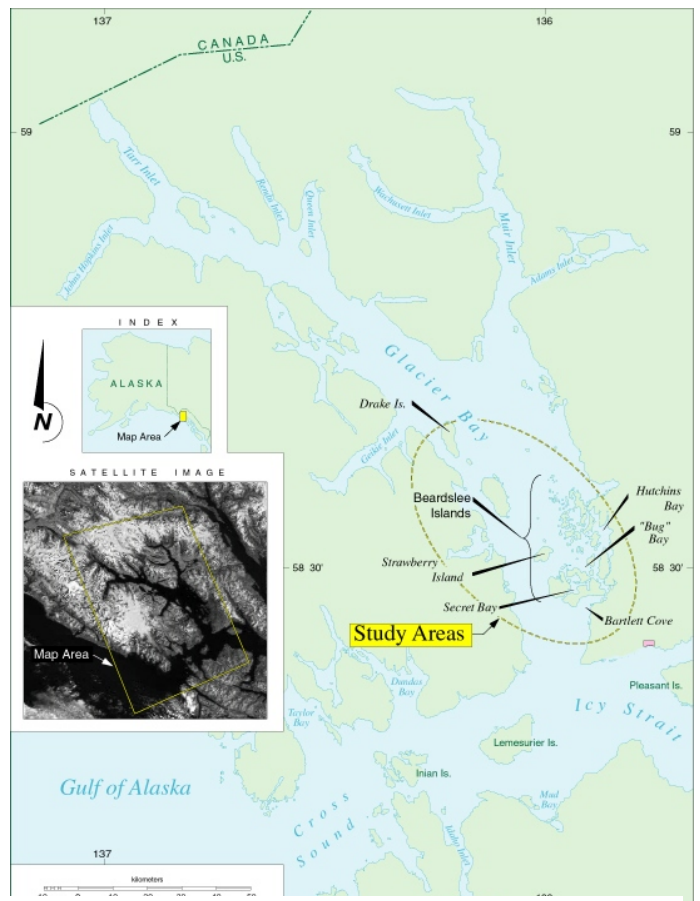 137
136
CANADA
U.S.
59
59
Tarr Inlet
Rendu Inlet
Queen Inlet
Wachusett Inlet
Muir Inlet
Johns Hopkins Inlet
Adams Inlet
INDEX
ALASKA
Map Area
N
Glacier Bay
Drake Is.
Geikie Inlet
SATELLITE IMAGE
Map Area
Beardslee
Islands
Hutchins
Bay
"Bug"
Bay
Strawberry
Island
58 30'
58 30'
Secret Bay
Bartlett Cove
Study Areas
Pleasant Is.
Dundas
Bay
Taylor
Bay
Icy Strait
Lemesurier Is.
Inian Is.
Gulf of Alaska
Cross
Sound
Mud
Bay
Idaho Inlet
137
kilometers